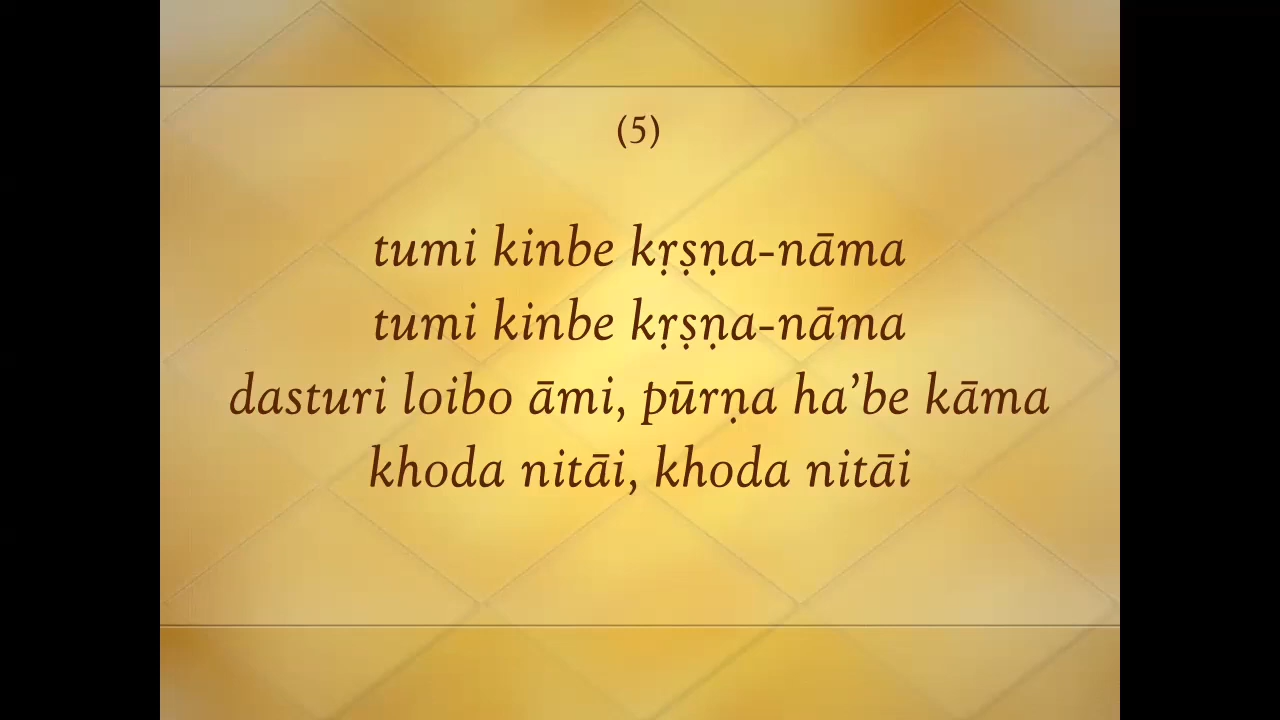 (5)
tumi kinbe kṛṣṇa-nāma
tumi kinbe kṛṣṇa-nāma
dasturi loibo āmi, pūrṇa ha’be kāma
khoda nitāi, khoda nitāi